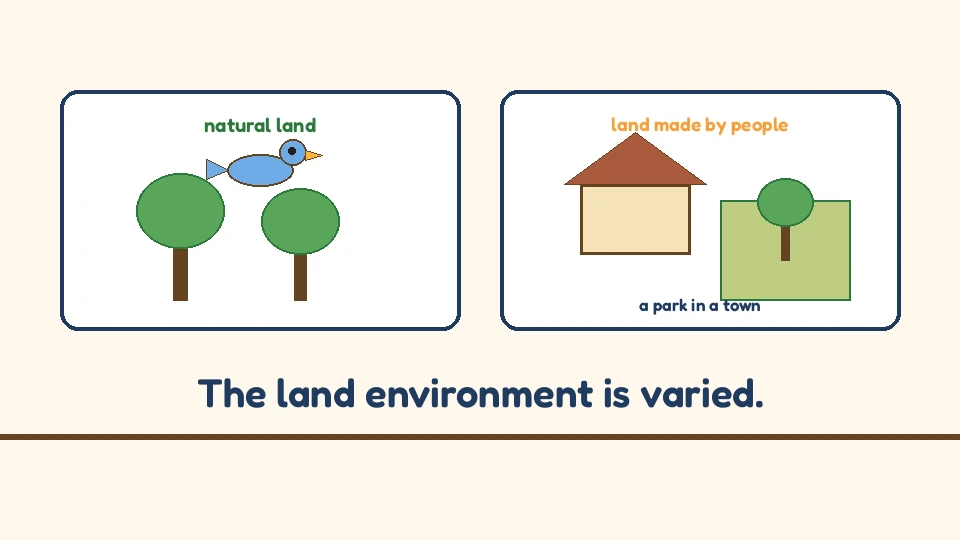 natural land
land made by people
a park in a town
The land environment is varied.